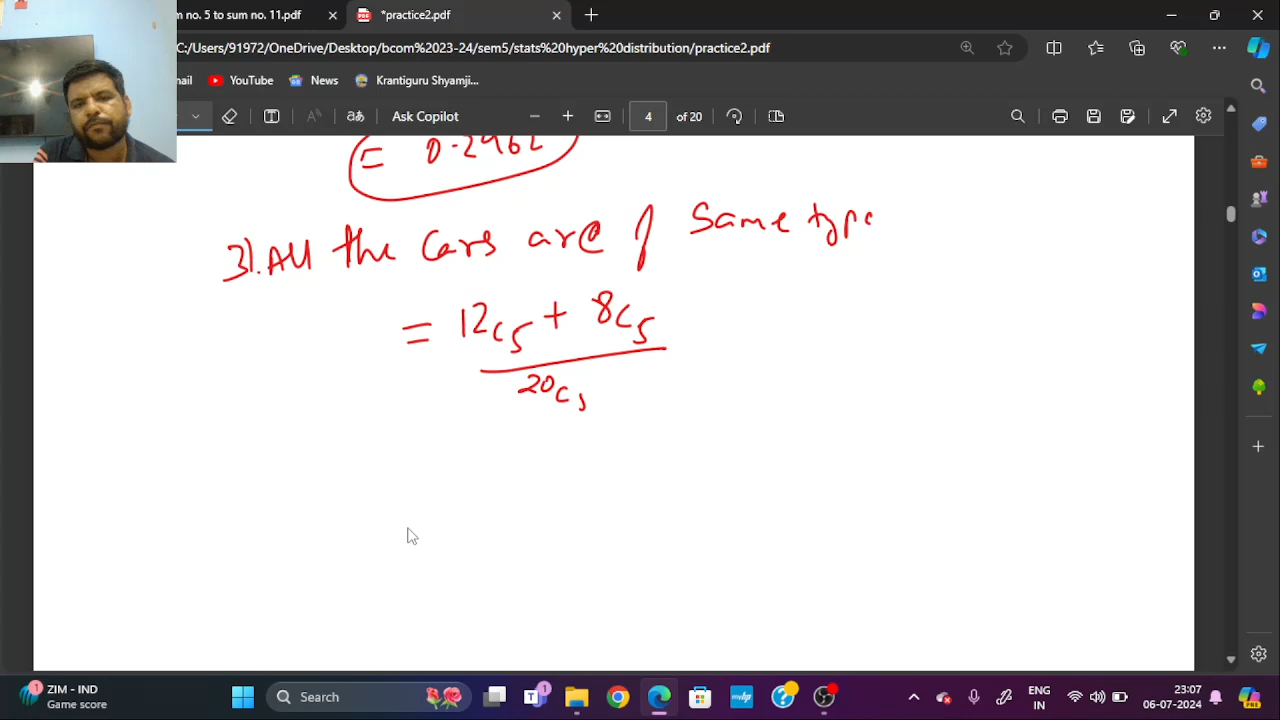 m no. 5 to sum no. 11.pdf
*practice2.pdf
C:/Users/91972/OneDrive/Desktop/bcom%2023-24/sem5/stats%20hyper%20distribution/practice2.pdf
YouTube
News
Krantiguru Shyamji...
Ask Copilot
4
of 20
= 0.2962
3). All the cars are of same type
= 12C5 + 8C5
20C5
ZIM - IND
Game score
Search
ENG
IN
23:07
06-07-2024